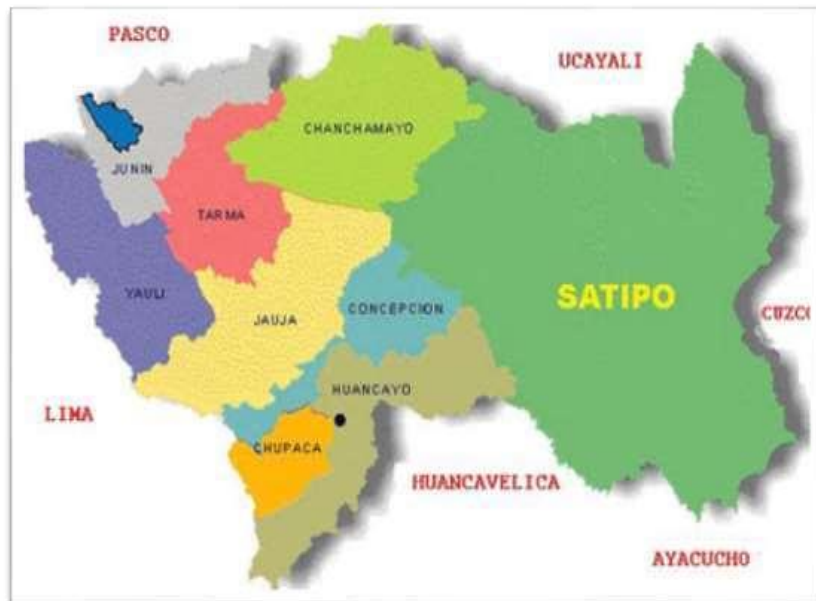 PASCO
UCAYALI
CHANCHAMAYO
JUNIN
TARMA
YAULI
SATIPO
CONCEPCION
CUZCO
JAUJA
HUANCAYO
LIMA
CHUPACA
HUANCAVELICA
AYACUCHO